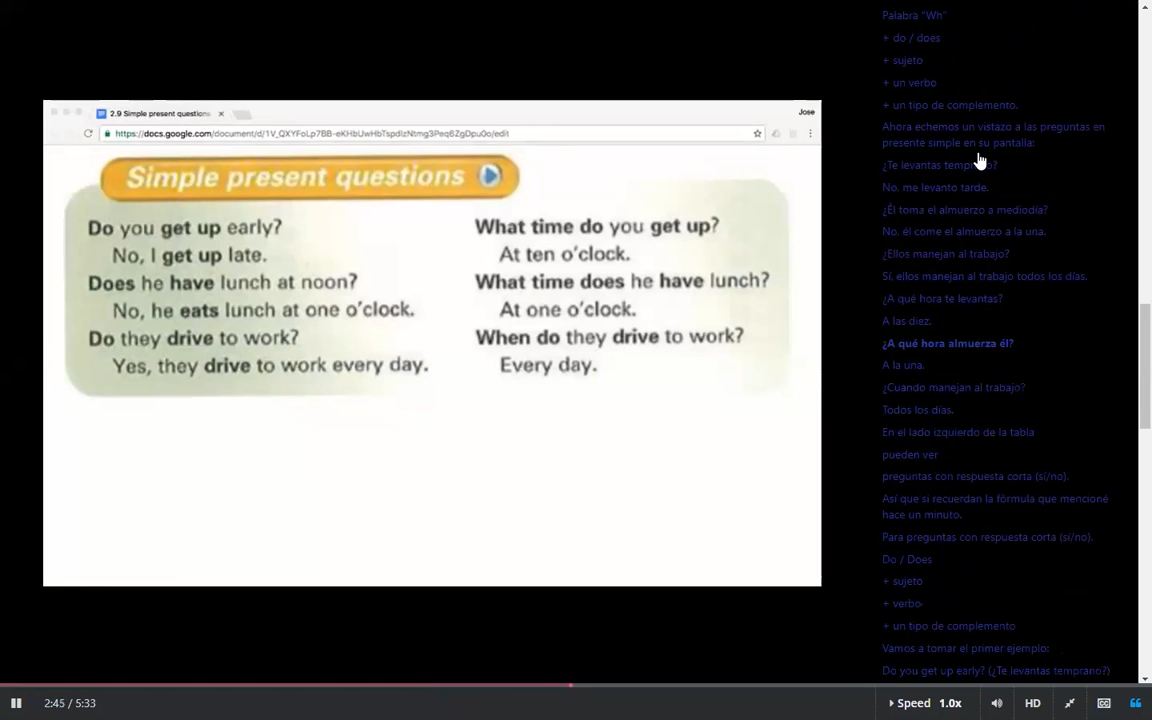 2.9 Simple present questions
Jose
https://docs.google.com/document/d/1V_QXYFoLp7BB-eKHbUwHbTspdIzNtmg3Peq6ZgDpu0o/edit
Simple present questions
Do you get up early?
No, I get up late.
Does he have lunch at noon?
No, he eats lunch at one o'clock.
Do they drive to work?
Yes, they drive to work every day.
What time do you get up?
At ten o'clock.
What time does he have lunch?
At one o'clock.
When do they drive to work?
Every day.
Palabra "Wh"
+ do / does
+ sujeto
+ un verbo
+ un tipo de complemento.
Ahora echemos un vistazo a las preguntas en
presente simple en su pantalla:
¿Te levantas temprano?
No, me levanto tarde.
¿Él toma el almuerzo a mediodía?
No, él come el almuerzo a la una.
¿Ellos manejan al trabajo?
Sí, ellos manejan al trabajo todos los días.
¿A qué hora te levantas?
A las diez.
¿A qué hora almuerza él?
A la una.
¿Cuando manejan al trabajo?
Todos los días.
En el lado izquierdo de la tabla
pueden ver
preguntas con respuesta corta (sí/no).
Así que si recuerdan la fórmula que mencioné
hace un minuto.
Para preguntas con respuesta corta (sí/no).
Do / Does
+ sujeto
+ verbo
+ un tipo de complemento
Vamos a tomar el primer ejemplo:
Do you get up early? (¿Te levantas temprano?)
2:45 / 5:33
Speed 1.0x
HD